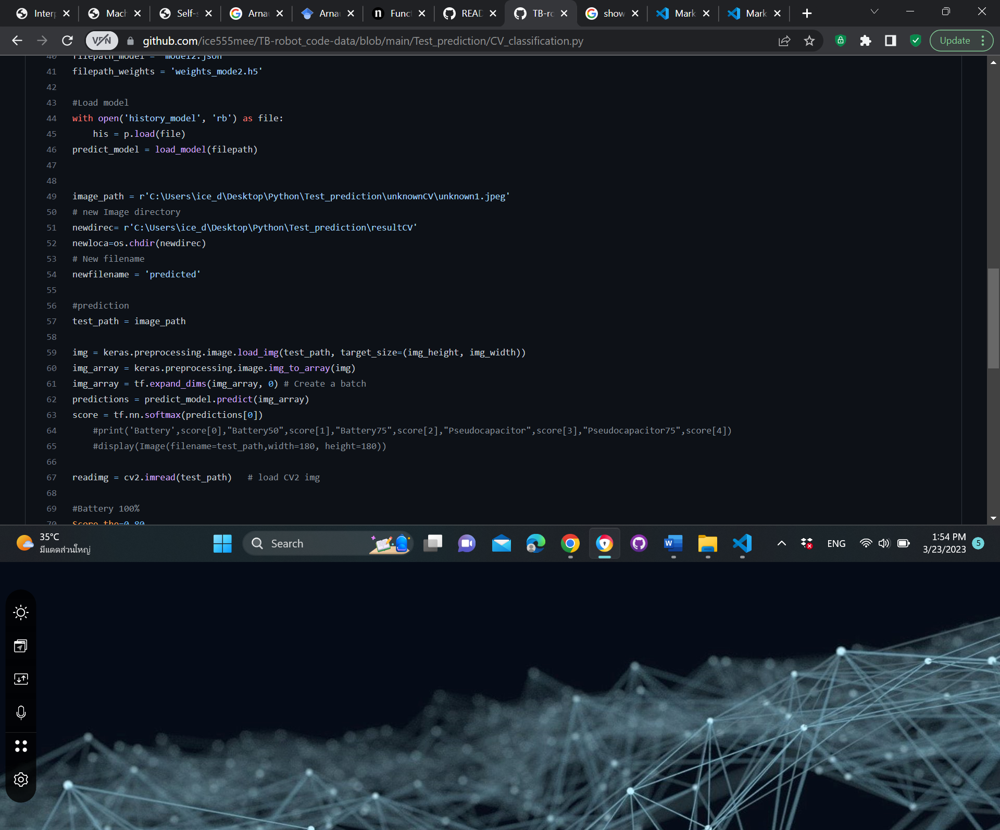 Inter
Mach
Self-s
Arnau
Arnau
n
Funct
READ
TB-ro
show
Mark
Mark
VPN
github.com/ice555mee/TB-robot_code-data/blob/main/Test_prediction/CV_classification.py
Update
40 filepath_model = 'model2.json'
41 filepath_weights = 'weights_mode2.h5'
42
43 #Load model
44 with open('history_model', 'rb') as file:
45 his = p.load(file)
46 predict_model = load_model(filepath)
47
48
49 image_path = r'C:\Users\ice_d\Desktop\Python\Test_prediction\unknownCV\unknown1.jpeg'
50 # new Image directory
51 newdirec= r'C:\Users\ice_d\Desktop\Python\Test_prediction\resultCV'
52 newloca=os.chdir(newdirec)
53 # New filename
54 newfilename = 'predicted'
55
56 #prediction
57 test_path = image_path
58
59 img = keras.preprocessing.image.load_img(test_path, target_size=(img_height, img_width))
60 img_array = keras.preprocessing.image.img_to_array(img)
61 img_array = tf.expand_dims(img_array, 0) # Create a batch
62 predictions = predict_model.predict(img_array)
63 score = tf.nn.softmax(predictions[0])
64 #print('Battery',score[0],"Battery50",score[1],"Battery75",score[2],"Pseudocapacitor",score[3],"Pseudocapacitor75",score[4])
65 #display(Image(filename=test_path,width=180, height=180))
66
67 readimg = cv2.imread(test_path) # load CV2 img
68
69 #Battery 100%
70 Score_the=0.80
35°C
มีแดดส่วนใหญ่
Search
W
ENG
1:54 PM
3/23/2023
5